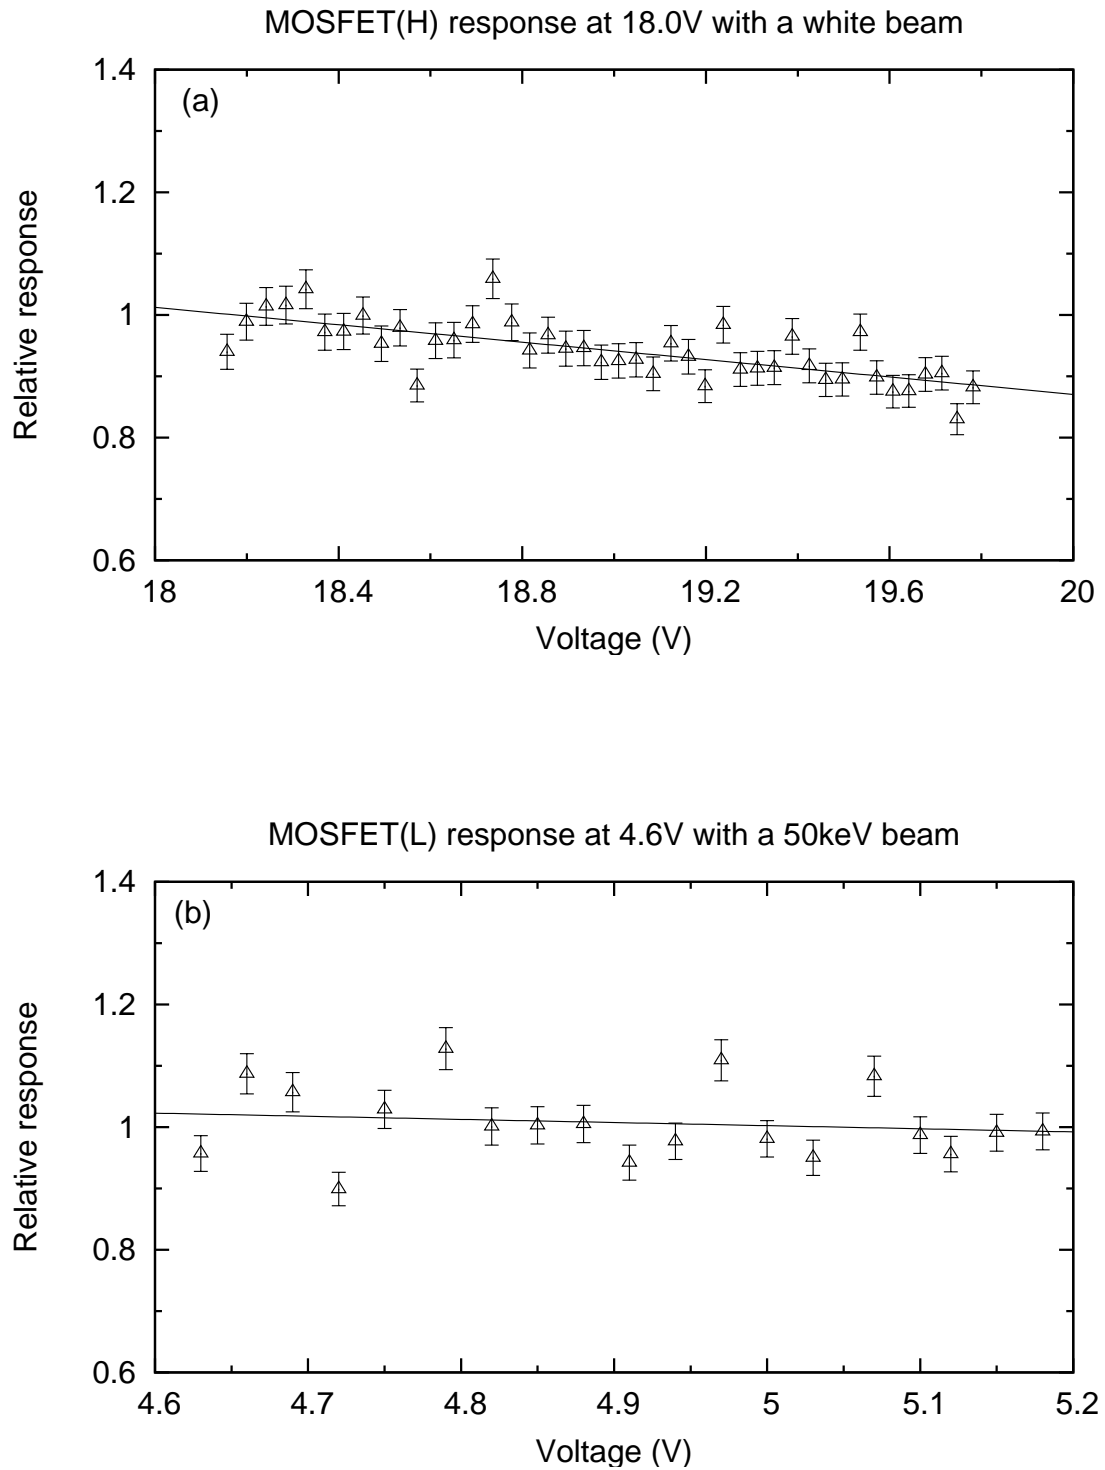 MOSFET(H) response at 18.0V with a white beam
(a)
Relative response
1.4
1.2
1
0.8
0.6
18 18.4 18.8 19.2 19.6 20
Voltage (V)
MOSFET(L) response at 4.6V with a 50keV beam
(b)
Relative response
1.4
1.2
1
0.8
0.6
4.6 4.7 4.8 4.9 5 5.1 5.2
Voltage (V)